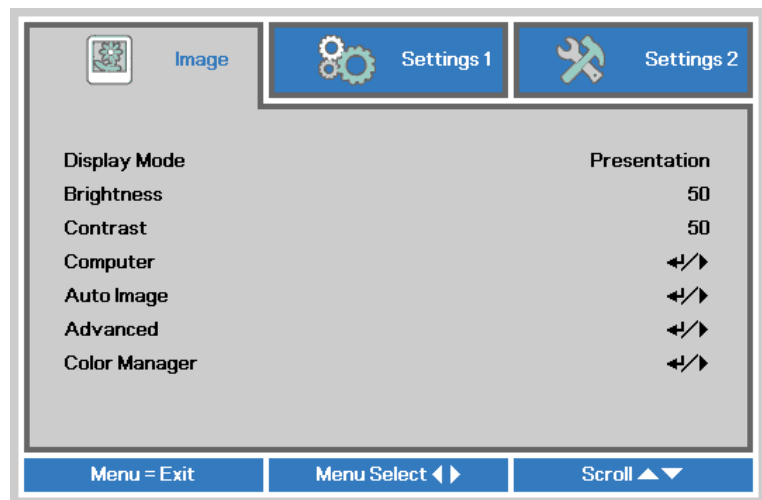 Image
Settings 1
Settings 2
Display Mode Presentation
Brightness 50
Contrast 50
Computer ↵/▶
Auto Image ↵/▶
Advanced ↵/▶
Color Manager ↵/▶
Menu = Exit
Menu Select ◀ ▶
Scroll ▲▼